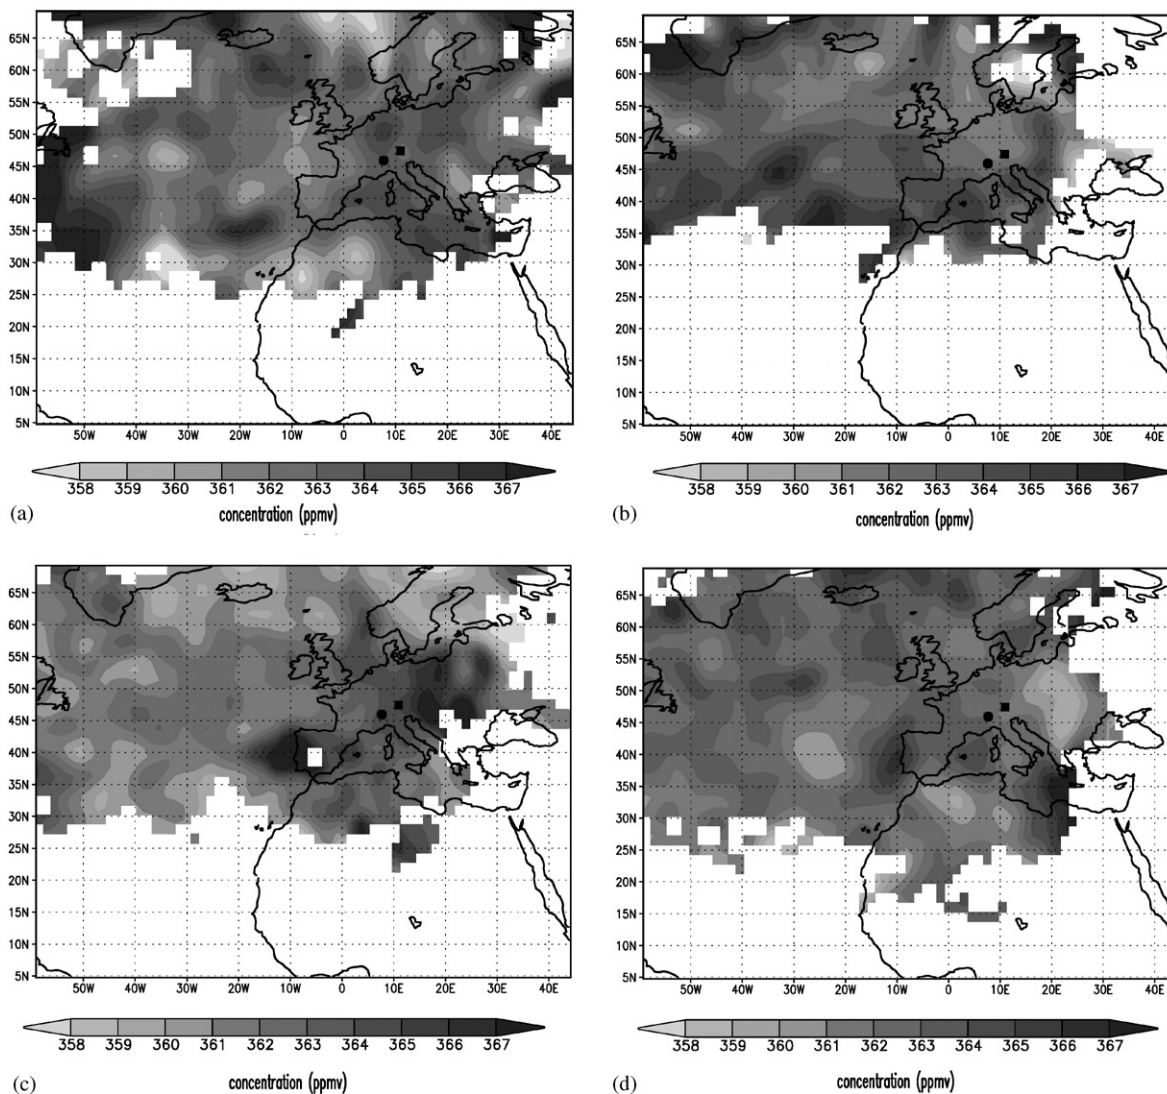 65N
60N
55N
50N
45N
40N
35N
30N
25N
20N
15N
10N
5N
50W 40W 30W 20W 10W 0 10E 20E 30E 40E
358 359 360 361 362 363 364 365 366 367
(a)
concentration (ppmv)
65N
60N
55N
50N
45N
40N
35N
30N
25N
20N
15N
10N
5N
50W 40W 30W 20W 10W 0 10E 20E 30E 40E
358 359 360 361 362 363 364 365 366 367
(b)
concentration (ppmv)
65N
60N
55N
50N
45N
40N
35N
30N
25N
20N
15N
10N
5N
50W 40W 30W 20W 10W 0 10E 20E 30E 40E
358 359 360 361 362 363 364 365 366 367
(c)
concentration (ppmv)
65N
60N
55N
50N
45N
40N
35N
30N
25N
20N
15N
10N
5N
50W 40W 30W 20W 10W 0 10E 20E 30E 40E
358 359 360 361 362 363 364 365 366 367
(d)
concentration (ppmv)